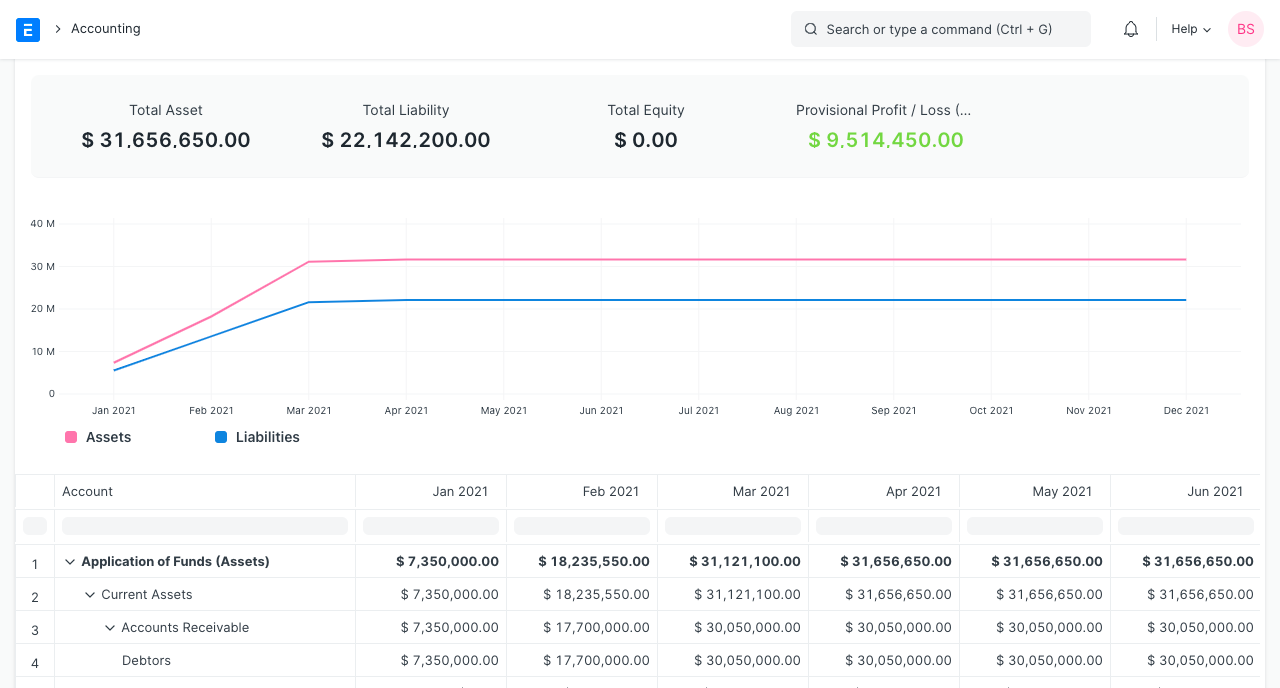 E
Accounting
Search or type a command (Ctrl + G)
Help
BS
Total Asset
Total Liability
Total Equity
Provisional Profit / Loss (...
$ 31,656,650.00
$ 22,142,200.00
$ 0.00
$ 9,514,450.00
40 M
30 M
20 M
10 M
0
Jan 2021 Feb 2021 Mar 2021 Apr 2021 May 2021 Jun 2021 Jul 2021 Aug 2021 Sep 2021 Oct 2021 Nov 2021 Dec 2021
Assets Liabilities
Account Jan 2021 Feb 2021 Mar 2021 Apr 2021 May 2021 Jun 2021
1 Application of Funds (Assets) $ 7,350,000.00 $ 18,235,550.00 $ 31,121,100.00 $ 31,656,650.00 $ 31,656,650.00 $ 31,656,650.00
2 Current Assets $ 7,350,000.00 $ 18,235,550.00 $ 31,121,100.00 $ 31,656,650.00 $ 31,656,650.00 $ 31,656,650.00
3 Accounts Receivable $ 7,350,000.00 $ 17,700,000.00 $ 30,050,000.00 $ 30,050,000.00 $ 30,050,000.00 $ 30,050,000.00
4 Debtors $ 7,350,000.00 $ 17,700,000.00 $ 30,050,000.00 $ 30,050,000.00 $ 30,050,000.00 $ 30,050,000.00